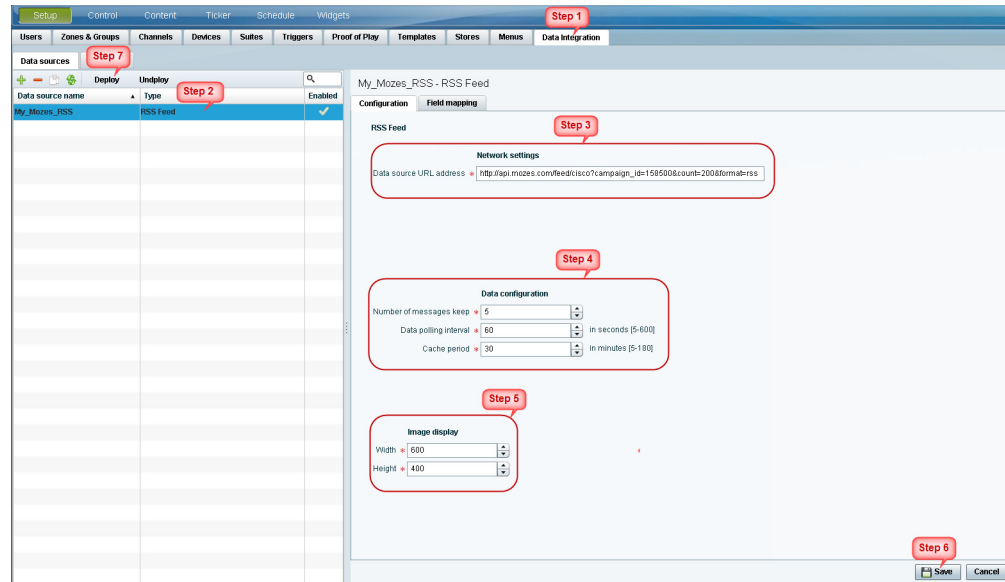 Setup Control Content Ticker Schedule Widgets
Step 1
Users Zones & Groups Channels Devices Suites Triggers Proof of Play Templates Stores Menus Data Integration
Data sources
Step 7
Deploy Undploy
Data source name Type Enabled
Step 2
My_Mozes_RSS RSS Feed
My_Mozes_RSS - RSS Feed
Configuration Field mapping
RSS Feed
Step 3
Network settings
Data source URL address * http://api.mozes.com/feed/cisco?campaign_id=158500&count=200&format=rss
Step 4
Data configuration
Number of messages keep * 5
Data polling interval * 60 in seconds [5-600]
Cache period * 30 in minutes [5-180]
Step 5
Image display
Width * 600
Height * 400
Step 6
Save Cancel